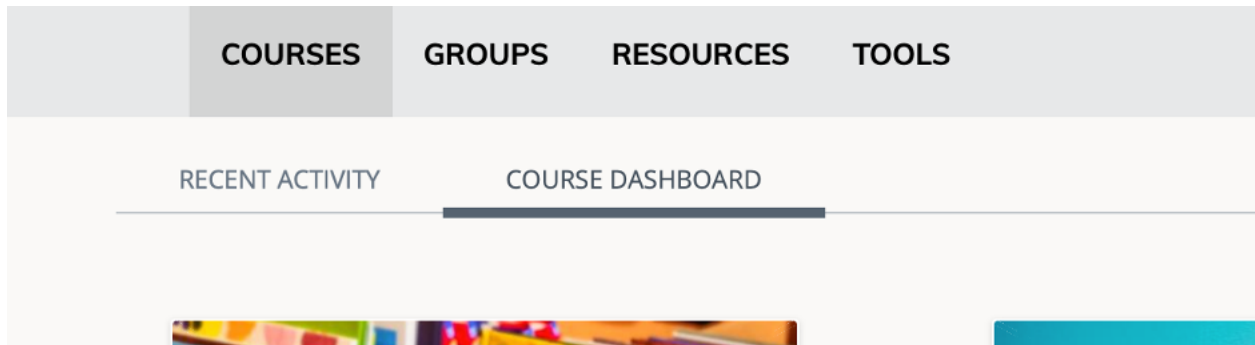 COURSES GROUPS RESOURCES TOOLS
RECENT ACTIVITY COURSE DASHBOARD